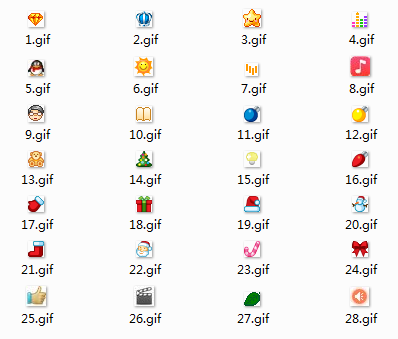 1.gif 2.gif 3.gif 4.gif
5.gif 6.gif 7.gif 8.gif
9.gif 10.gif 11.gif 12.gif
13.gif 14.gif 15.gif 16.gif
17.gif 18.gif 19.gif 20.gif
21.gif 22.gif 23.gif 24.gif
25.gif 26.gif 27.gif 28.gif